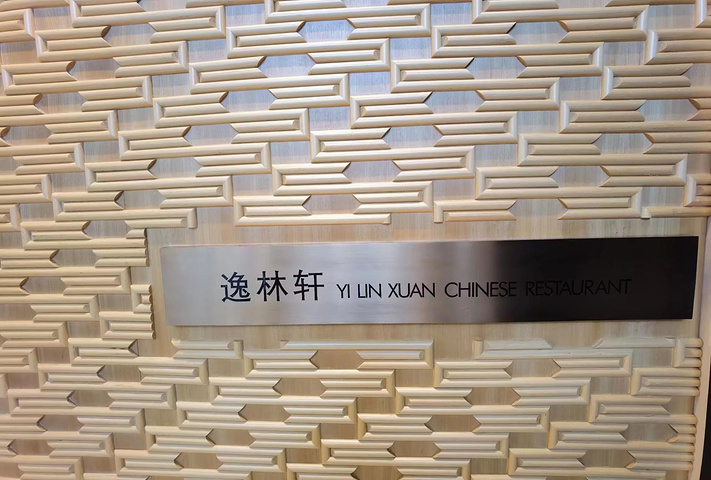 逸林轩 YI LIN XUAN CHINESE RESTAURANT